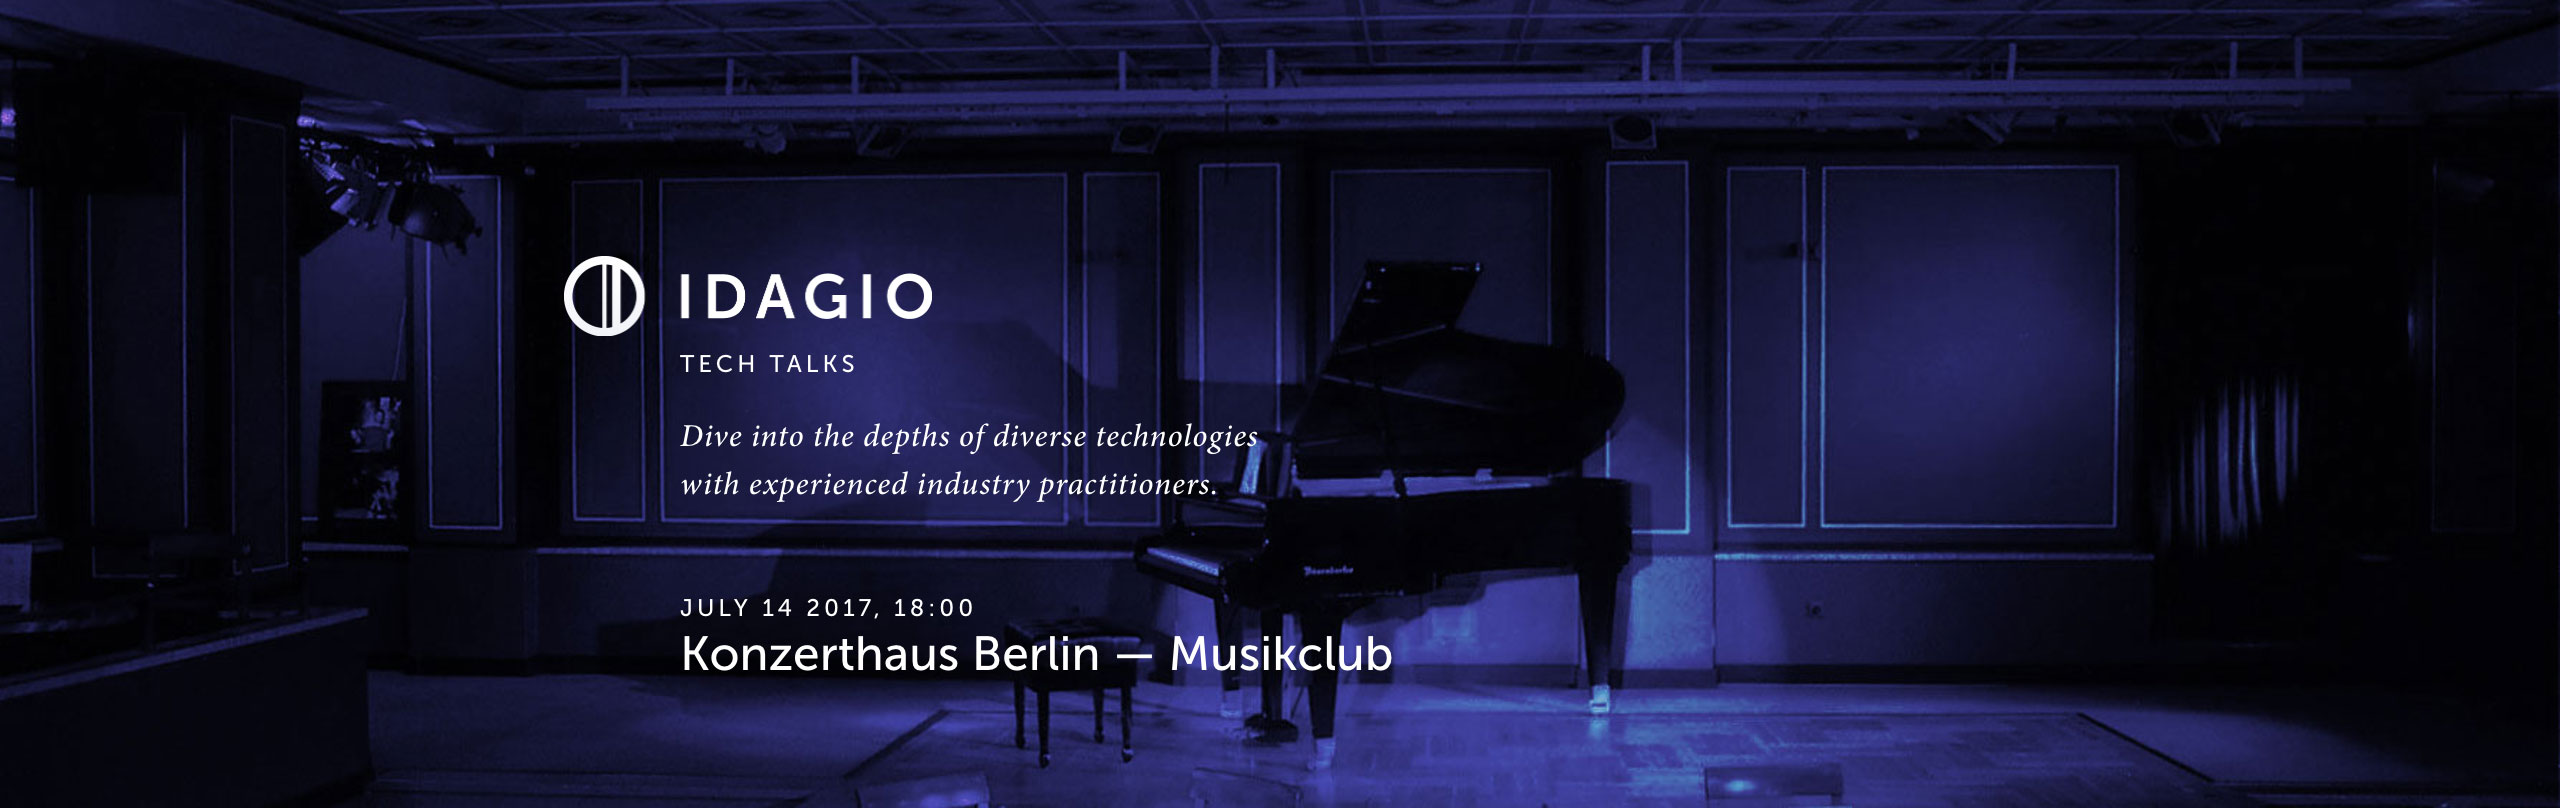 IDAGIO
TECH TALKS
Dive into the depths of diverse technologies
with experienced industry practitioners.
Bösendorfer
JULY 14 2017, 18:00
Konzerthaus Berlin — Musikclub